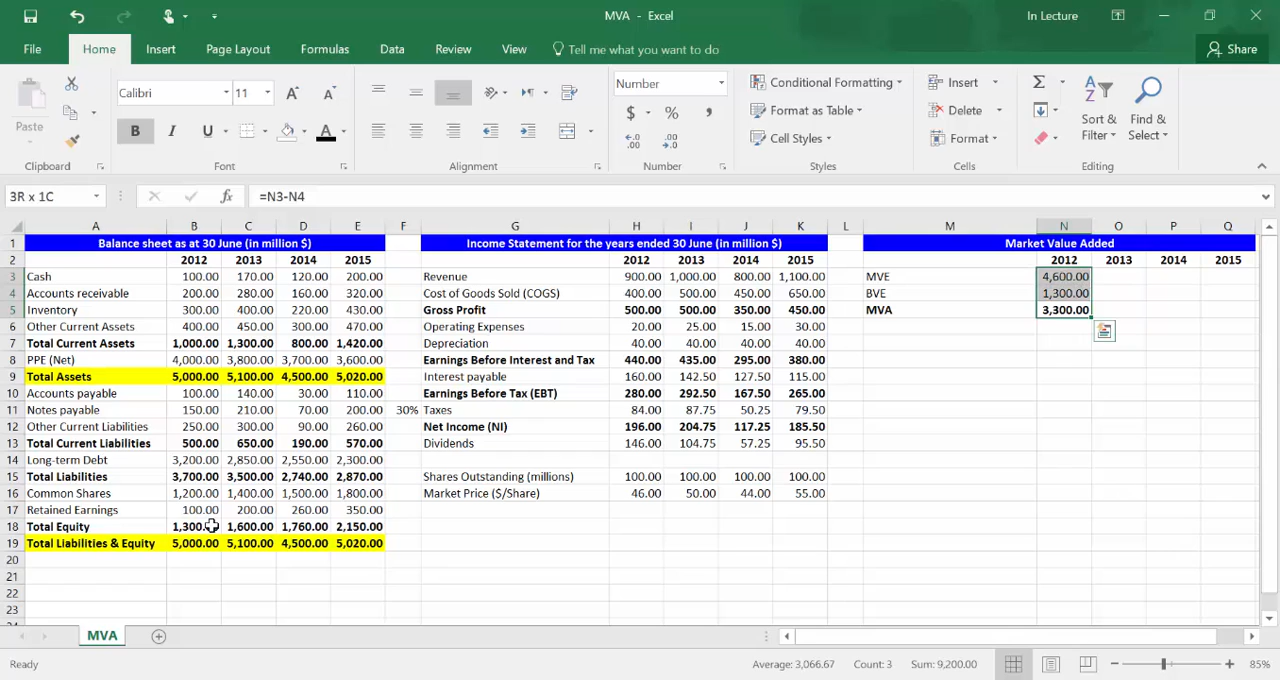 MVA - Excel
In Lecture
File Home Insert Page Layout Formulas Data Review View Tell me what you want to do Share
Paste
Calibri 11
B I U A
Number
$ % ,
Conditional Formatting
Format as Table
Cell Styles
Insert
Delete
Format
Sort & Filter
Find & Select
Clipboard Font Alignment Number Styles Cells Editing
3R x 1C fx =N3-N4
A B C D E F G H I J K L M N O P Q
1 Balance sheet as at 30 June (in million $) Income Statement for the years ended 30 June (in million $) Market Value Added
2 2012 2013 2014 2015 2012 2013 2014 2015 2012 2013 2014 2015
3 Cash 100.00 170.00 120.00 200.00 Revenue 900.00 1,000.00 800.00 1,100.00 MVE 4,600.00
4 Accounts receivable 200.00 280.00 160.00 320.00 Cost of Goods Sold (COGS) 400.00 500.00 450.00 650.00 BVE 1,300.00
5 Inventory 300.00 400.00 220.00 430.00 Gross Profit 500.00 500.00 350.00 450.00 MVA 3,300.00
6 Other Current Assets 400.00 450.00 300.00 470.00 Operating Expenses 20.00 25.00 15.00 30.00
7 Total Current Assets 1,000.00 1,300.00 800.00 1,420.00 Depreciation 40.00 40.00 40.00 40.00
8 PPE (Net) 4,000.00 3,800.00 3,700.00 3,600.00 Earnings Before Interest and Tax 440.00 435.00 295.00 380.00
9 Total Assets 5,000.00 5,100.00 4,500.00 5,020.00 Interest payable 160.00 142.50 127.50 115.00
10 Accounts payable 100.00 140.00 30.00 110.00 Earnings Before Tax (EBT) 280.00 292.50 167.50 265.00
11 Notes payable 150.00 210.00 70.00 200.00 30% Taxes 84.00 87.75 50.25 79.50
12 Other Current Liabilities 250.00 300.00 90.00 260.00 Net Income (NI) 196.00 204.75 117.25 185.50
13 Total Current Liabilities 500.00 650.00 190.00 570.00 Dividends 146.00 104.75 57.25 95.50
14 Long-term Debt 3,200.00 2,850.00 2,550.00 2,300.00
15 Total Liabilities 3,700.00 3,500.00 2,740.00 2,870.00 Shares Outstanding (millions) 100.00 100.00 100.00 100.00
16 Common Shares 1,200.00 1,400.00 1,500.00 1,800.00 Market Price ($/Share) 46.00 50.00 44.00 55.00
17 Retained Earnings 100.00 200.00 260.00 350.00
18 Total Equity 1,600.00 1,760.00 2,150.00
19 Total Liabilities & Equity 5,000.00 5,100.00 4,500.00 5,020.00
20
21
22
23
MVA
Ready Average: 3,066.67 Count: 3 Sum: 9,200.00 85%